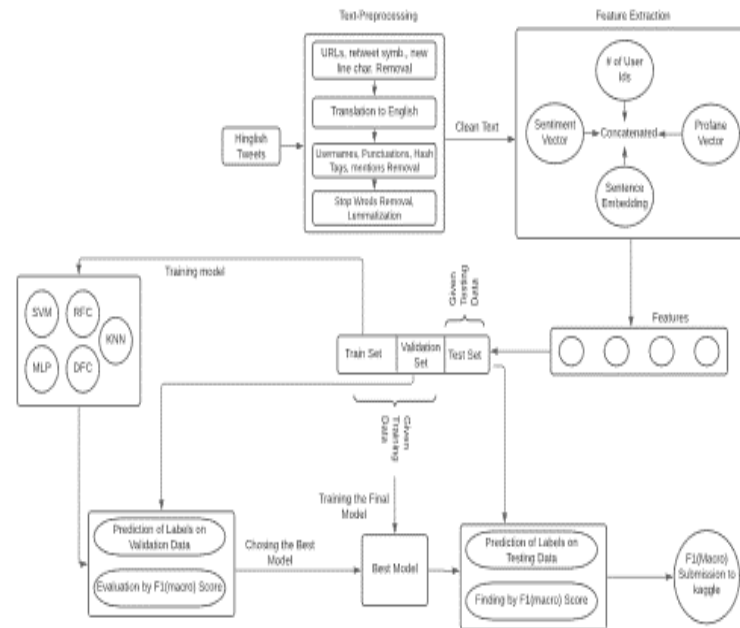 Text-Preprocessing
URLs, retweet symb., new
line char. Removal
Translation to English
Usernames, Punctuations, Hash
Tags, mentions Removal
Stop Wrods Removal,
Lemmatization
Hinglish
Tweets
Clean Text
Feature Extraction
# of User
Ids
Sentiment
Vector
Concatenated
Profane
Vector
Sentence
Embedding
Features
Given
Testing
Data
Train Set
Validation
Set
Test Set
Given
Training
Data
Training model
SVM
RFC
KNN
MLP
DFC
Prediction of Labels on
Validation Data
Evaluation by F1(macro) Score
Chosing the Best
Model
Training the Final
Model
Best Model
Prediction of Labels on
Testing Data
Finding by F1(macro) Score
F1(Macro)
Submission to
kaggle